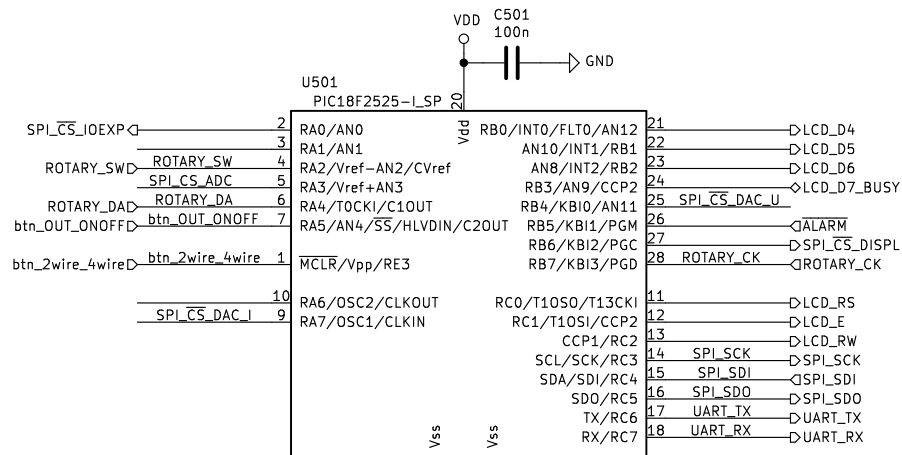 VDD
C501
100n
GND
U501
PIC18F2525-I_SP
20
Vdd
SPI_CS_IOEXP 2 RA0/AN0 RB0/INT0/FLT0/AN12 21 LCD_D4
3 RA1/AN1 AN10/INT1/RB1 22 LCD_D5
ROTARY_SW ROTARY_SW 4 RA2/Vref-AN2/CVref AN8/INT2/RB2 23 LCD_D6
SPI_CS_ADC 5 RA3/Vref+AN3 RB3/AN9/CCP2 24 LCD_D7_BUSY
ROTARY_DA ROTARY_DA 6 RA4/T0CKI/C1OUT RB4/KBI0/AN11 25 SPI_CS_DAC_U
btn_OUT_ONOFF btn_OUT_ONOFF 7 RA5/AN4/SS/HLVDIN/C2OUT RB5/KBI1/PGM 26 ALARM
RB6/KBI2/PGC 27 SPI_CS_DISPL
btn_2wire_4wire btn_2wire_4wire 1 MCLR/Vpp/RE3 RB7/KBI3/PGD 28 ROTARY_CK ROTARY_CK
10 RA6/OSC2/CLKOUT RC0/T1OSO/T13CKI 11 LCD_RS
SPI_CS_DAC_I 9 RA7/OSC1/CLKIN RC1/T1OSI/CCP2 12 LCD_E
CCP1/RC2 13 LCD_RW
SCL/SCK/RC3 14 SPI_SCK SPI_SCK
SDA/SDI/RC4 15 SPI_SDI SPI_SDI
SDO/RC5 16 SPI_SDO SPI_SDO
TX/RC6 17 UART_TX UART_TX
Vss Vss RX/RC7 18 UART_RX UART_RX